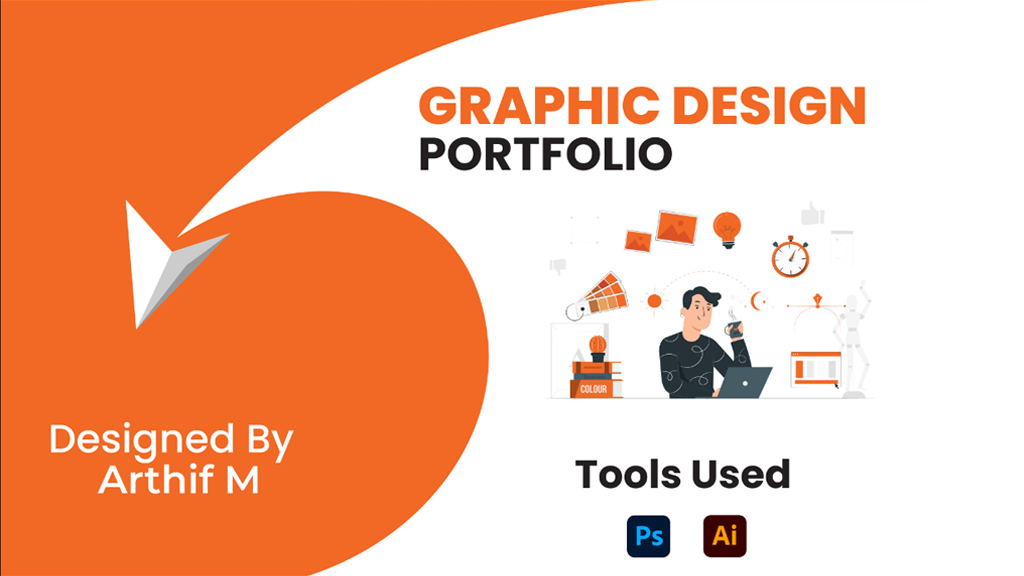 GRAPHIC DESIGN
PORTFOLIO
COLOUR
Designed By
Arthif M
Tools Used
Ps Ai